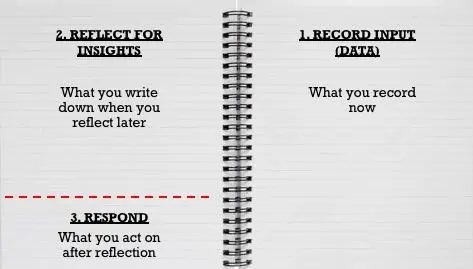 2. REFLECT FOR
INSIGHTS
What you write
down when you
reflect later
3. RESPOND
What you act on
after reflection
1. RECORD INPUT
(DATA)
What you record
now